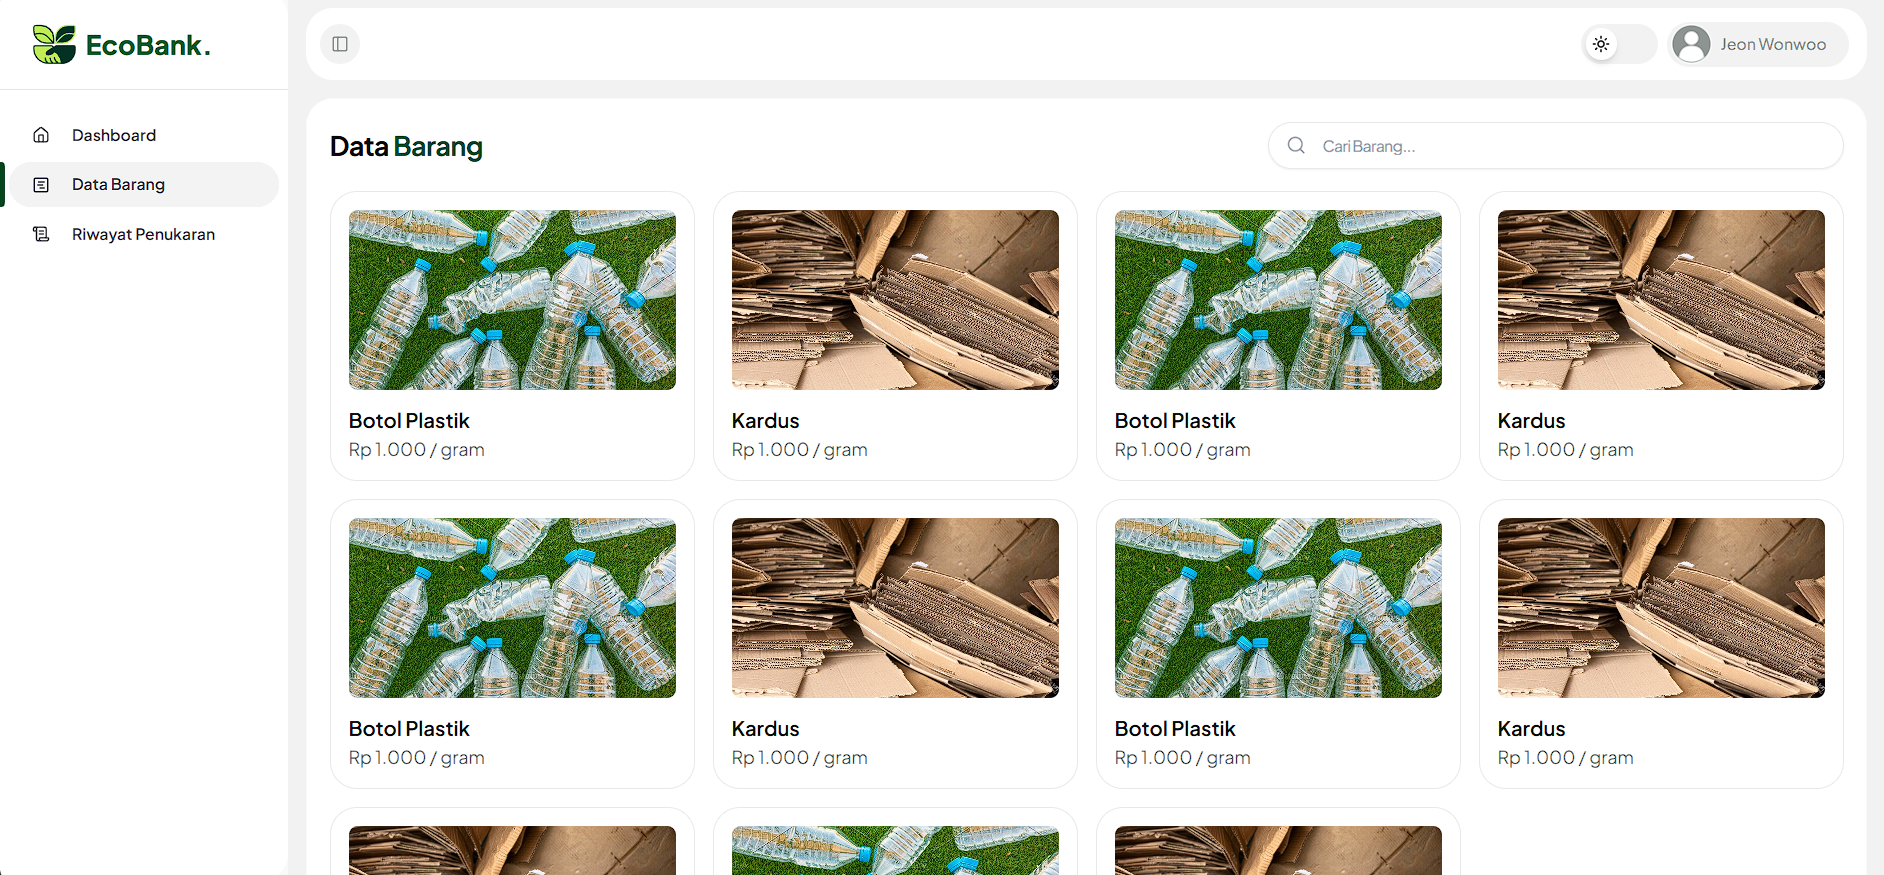 EcoBank.
Jeon Wonwoo
Dashboard
Data Barang
Riwayat Penukaran
Data Barang
Cari Barang...
Botol Plastik
Rp 1.000 / gram
Kardus
Rp 1.000 / gram
Botol Plastik
Rp 1.000 / gram
Kardus
Rp 1.000 / gram
Botol Plastik
Rp 1.000 / gram
Kardus
Rp 1.000 / gram
Botol Plastik
Rp 1.000 / gram
Kardus
Rp 1.000 / gram